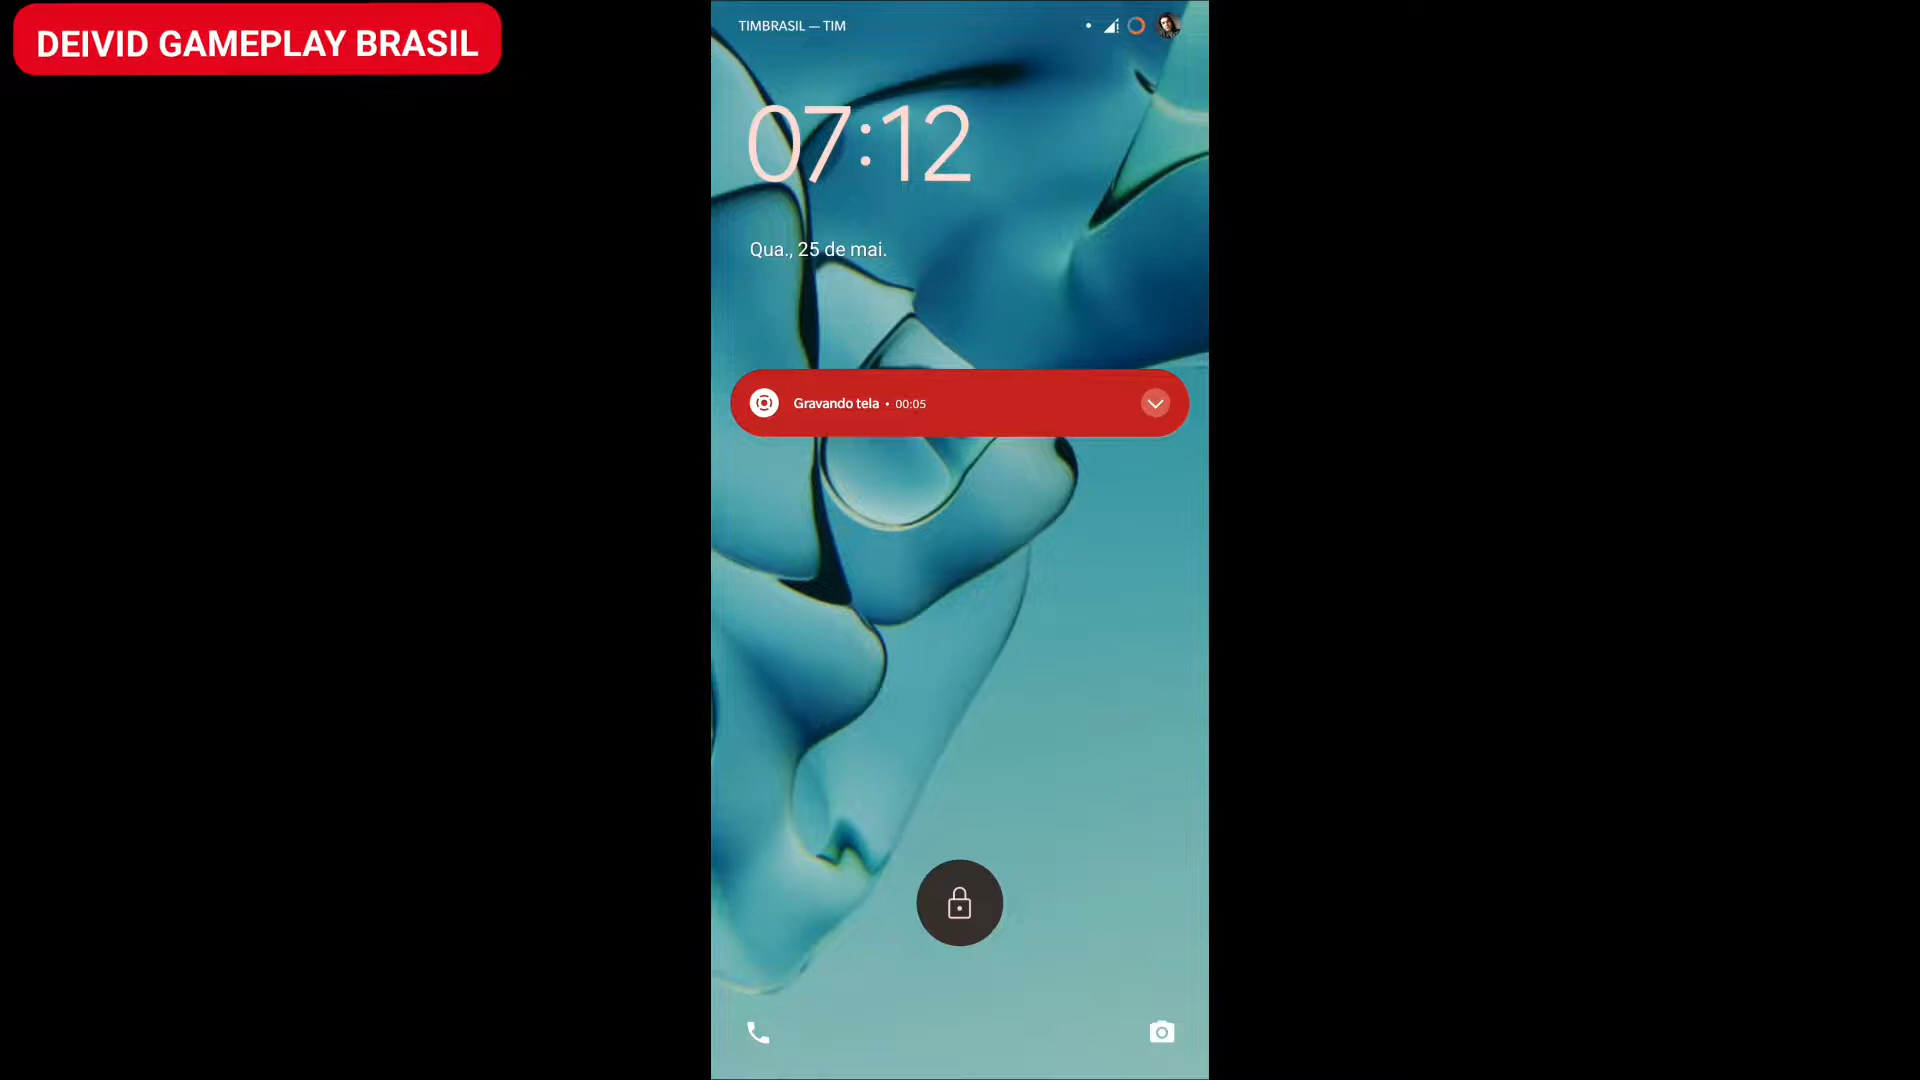 DEIVID GAMEPLAY BRASIL
TIMBRASIL — TIM
07:12
Qua., 25 de mai.
Gravando tela • 00:05